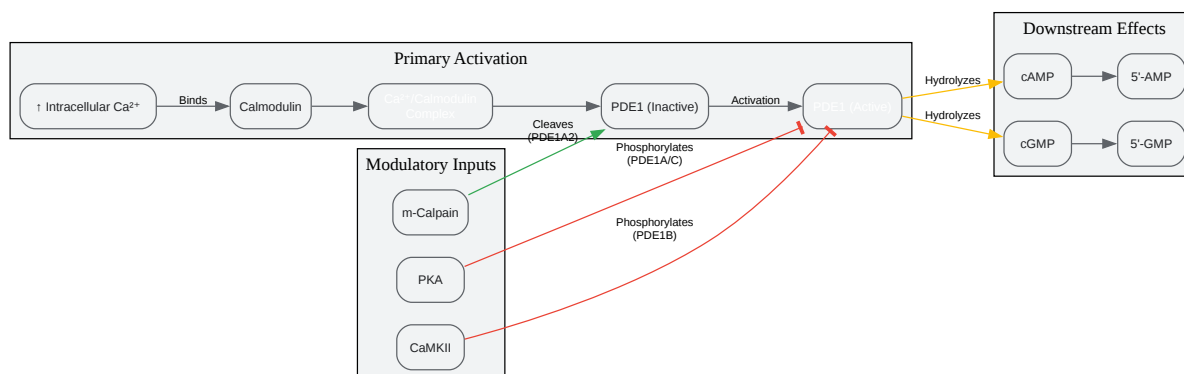 Downstream Effects
Primary Activation
↑ Intracellular Ca²⁺
Binds
Calmodulin
Ca²⁺/Calmodulin
Complex
PDE1 (Inactive)
Activation
PDE1 (Active)
Hydrolyzes
cAMP
5'-AMP
Hydrolyzes
cGMP
5'-GMP
Cleaves
(PDE1A2)
Phosphorylates
(PDE1A/C)
Modulatory Inputs
m-Calpain
Phosphorylates
(PDE1B)
PKA
CaMKII